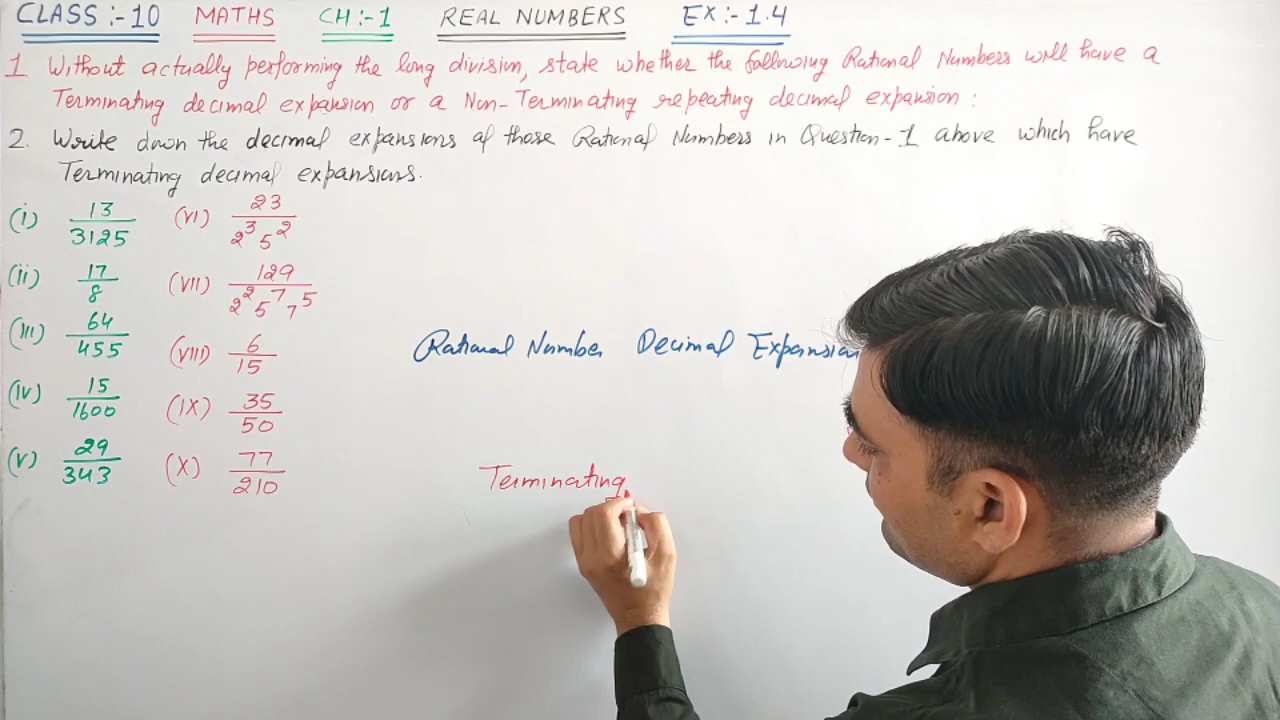 CLASS :- 10 MATHS CH :- 1 REAL NUMBERS EX :- 1.4
1. Without actually performing the long division, state whether the following Rational Numbers will have a
Terminating decimal expansion or a Non-Terminating repeating decimal expansion :
2. Write down the decimal expansions of those Rational Numbers in Question-1 above which have
Terminating decimal expansions.
(i) 13/3125 (VI) 23/2³5²
(ii) 17/8 (VII) 129/2²5⁷7⁵
(III) 64/455 (VIII) 6/15
(IV) 15/1600 (IX) 35/50
(V) 29/343 (X) 77/210
Rational Number Decimal Expansion
Terminating